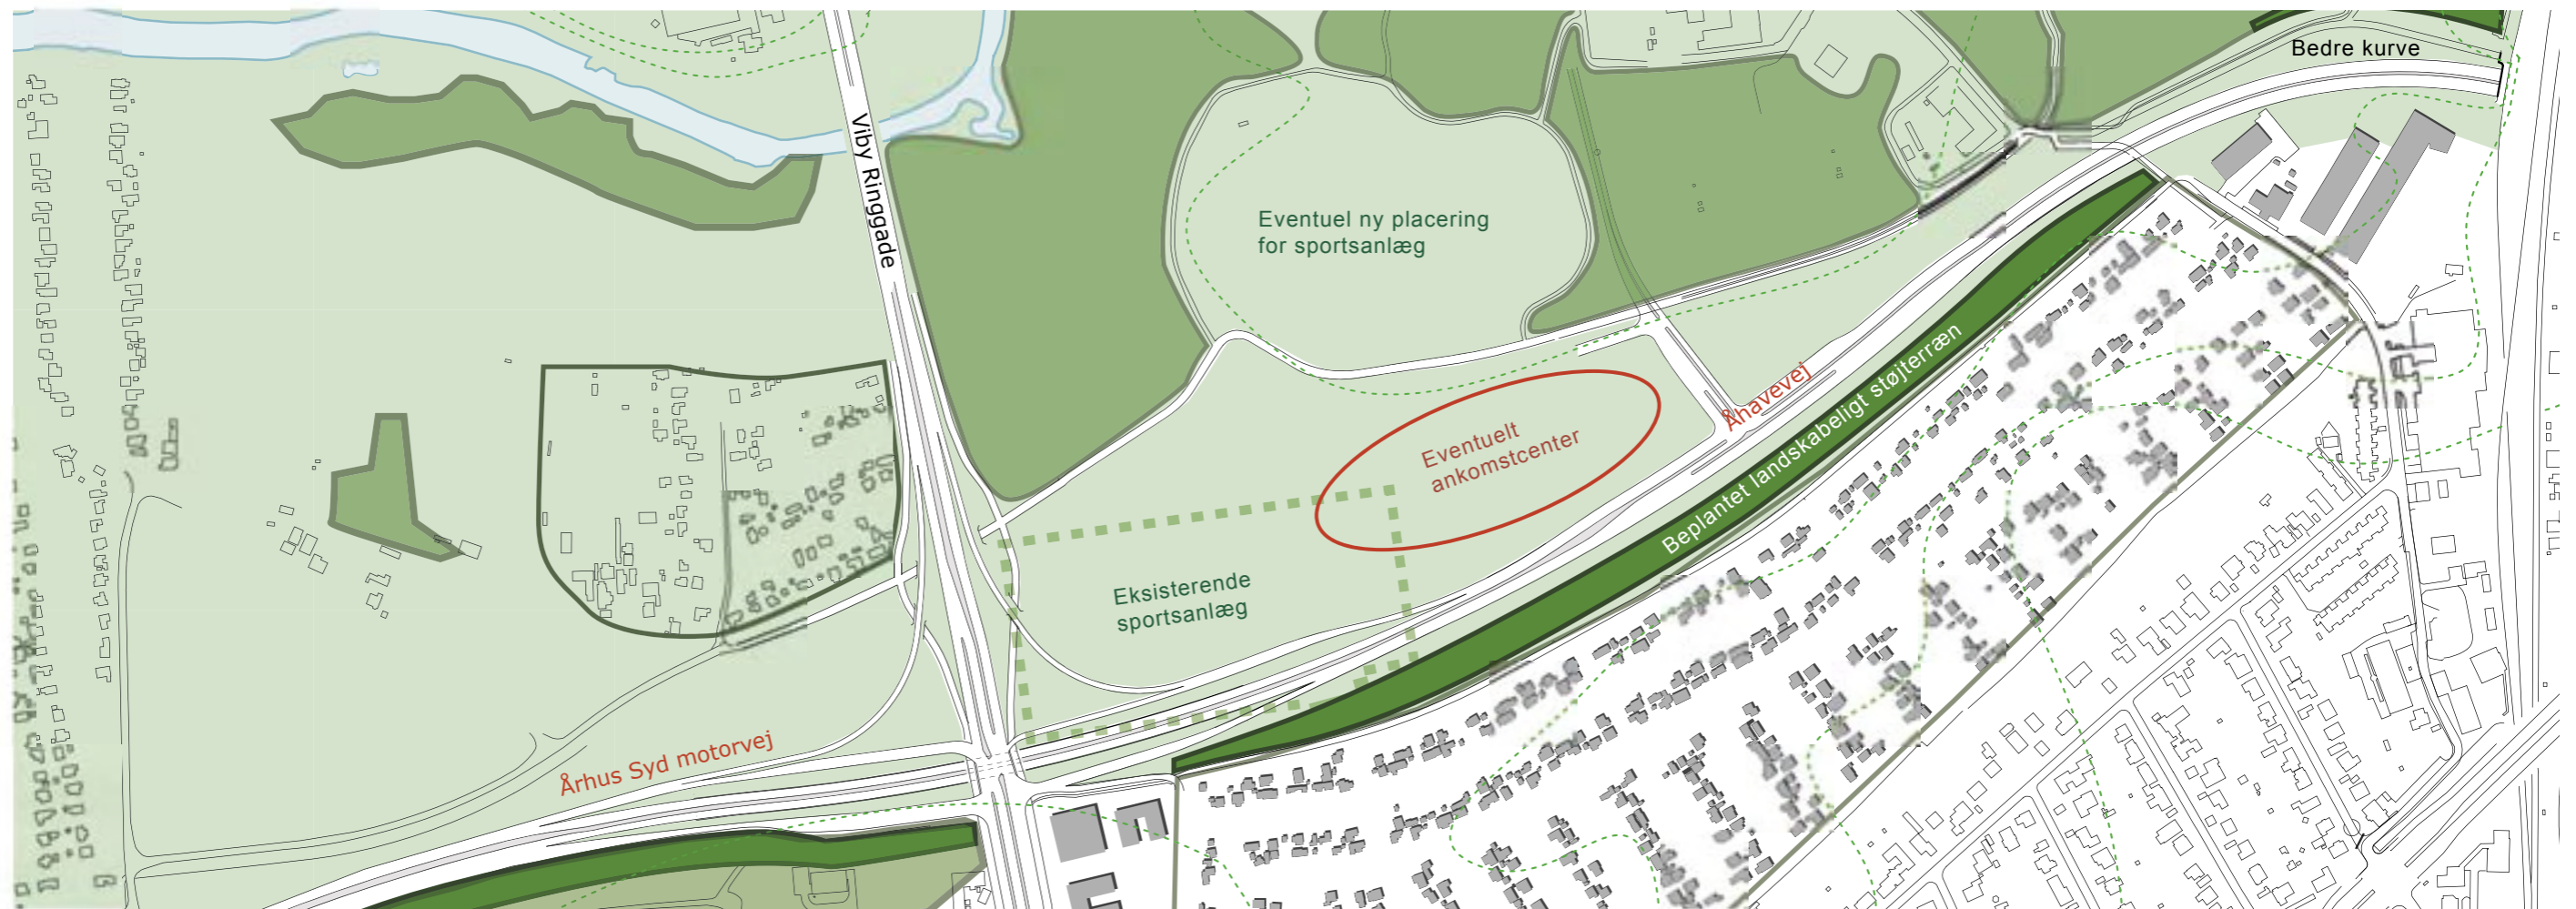 Bedre kurve
Viby Ringgade
Eventuel ny placering
for sportsanlæg
Åhavevej
Beplantet landskabeligt støjterræn
Eventuelt
ankomstcenter
Eksisterende
sportsanlæg
Århus Syd motorvej